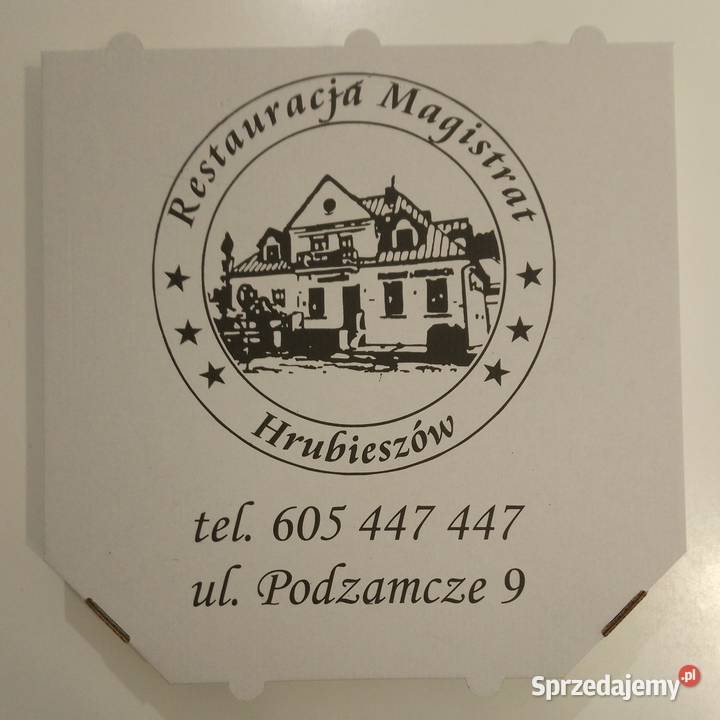 Restauracja Magistrat
Hrubieszów
tel. 605 447 447
ul. Podzamcze 9
Sprzedajemy.pl